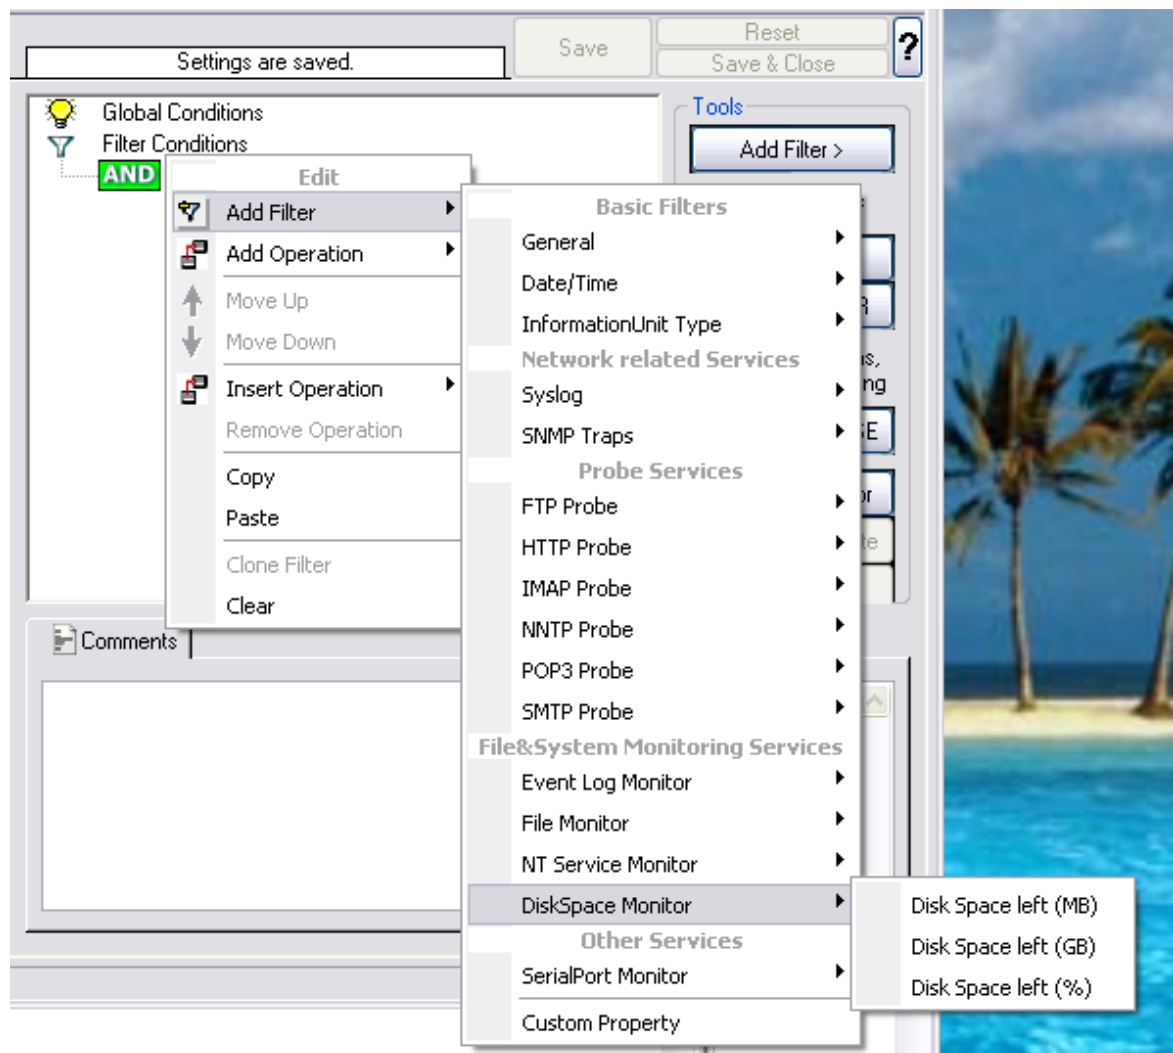 Settings are saved.
Save
Reset
Save & Close
?
Global Conditions
Filter Conditions
AND
Tools
Add Filter >
Edit
Add Filter
Add Operation
Move Up
Move Down
Insert Operation
Remove Operation
Copy
Paste
Clone Filter
Clear
Basic Filters
General
Date/Time
InformationUnit Type
Network related Services
Syslog
SNMP Traps
Probe Services
FTP Probe
HTTP Probe
IMAP Probe
NNTP Probe
POP3 Probe
SMTP Probe
File&System Monitoring Services
Event Log Monitor
File Monitor
NT Service Monitor
DiskSpace Monitor
Other Services
SerialPort Monitor
Custom Property
Disk Space left (MB)
Disk Space left (GB)
Disk Space left (%)
Comments